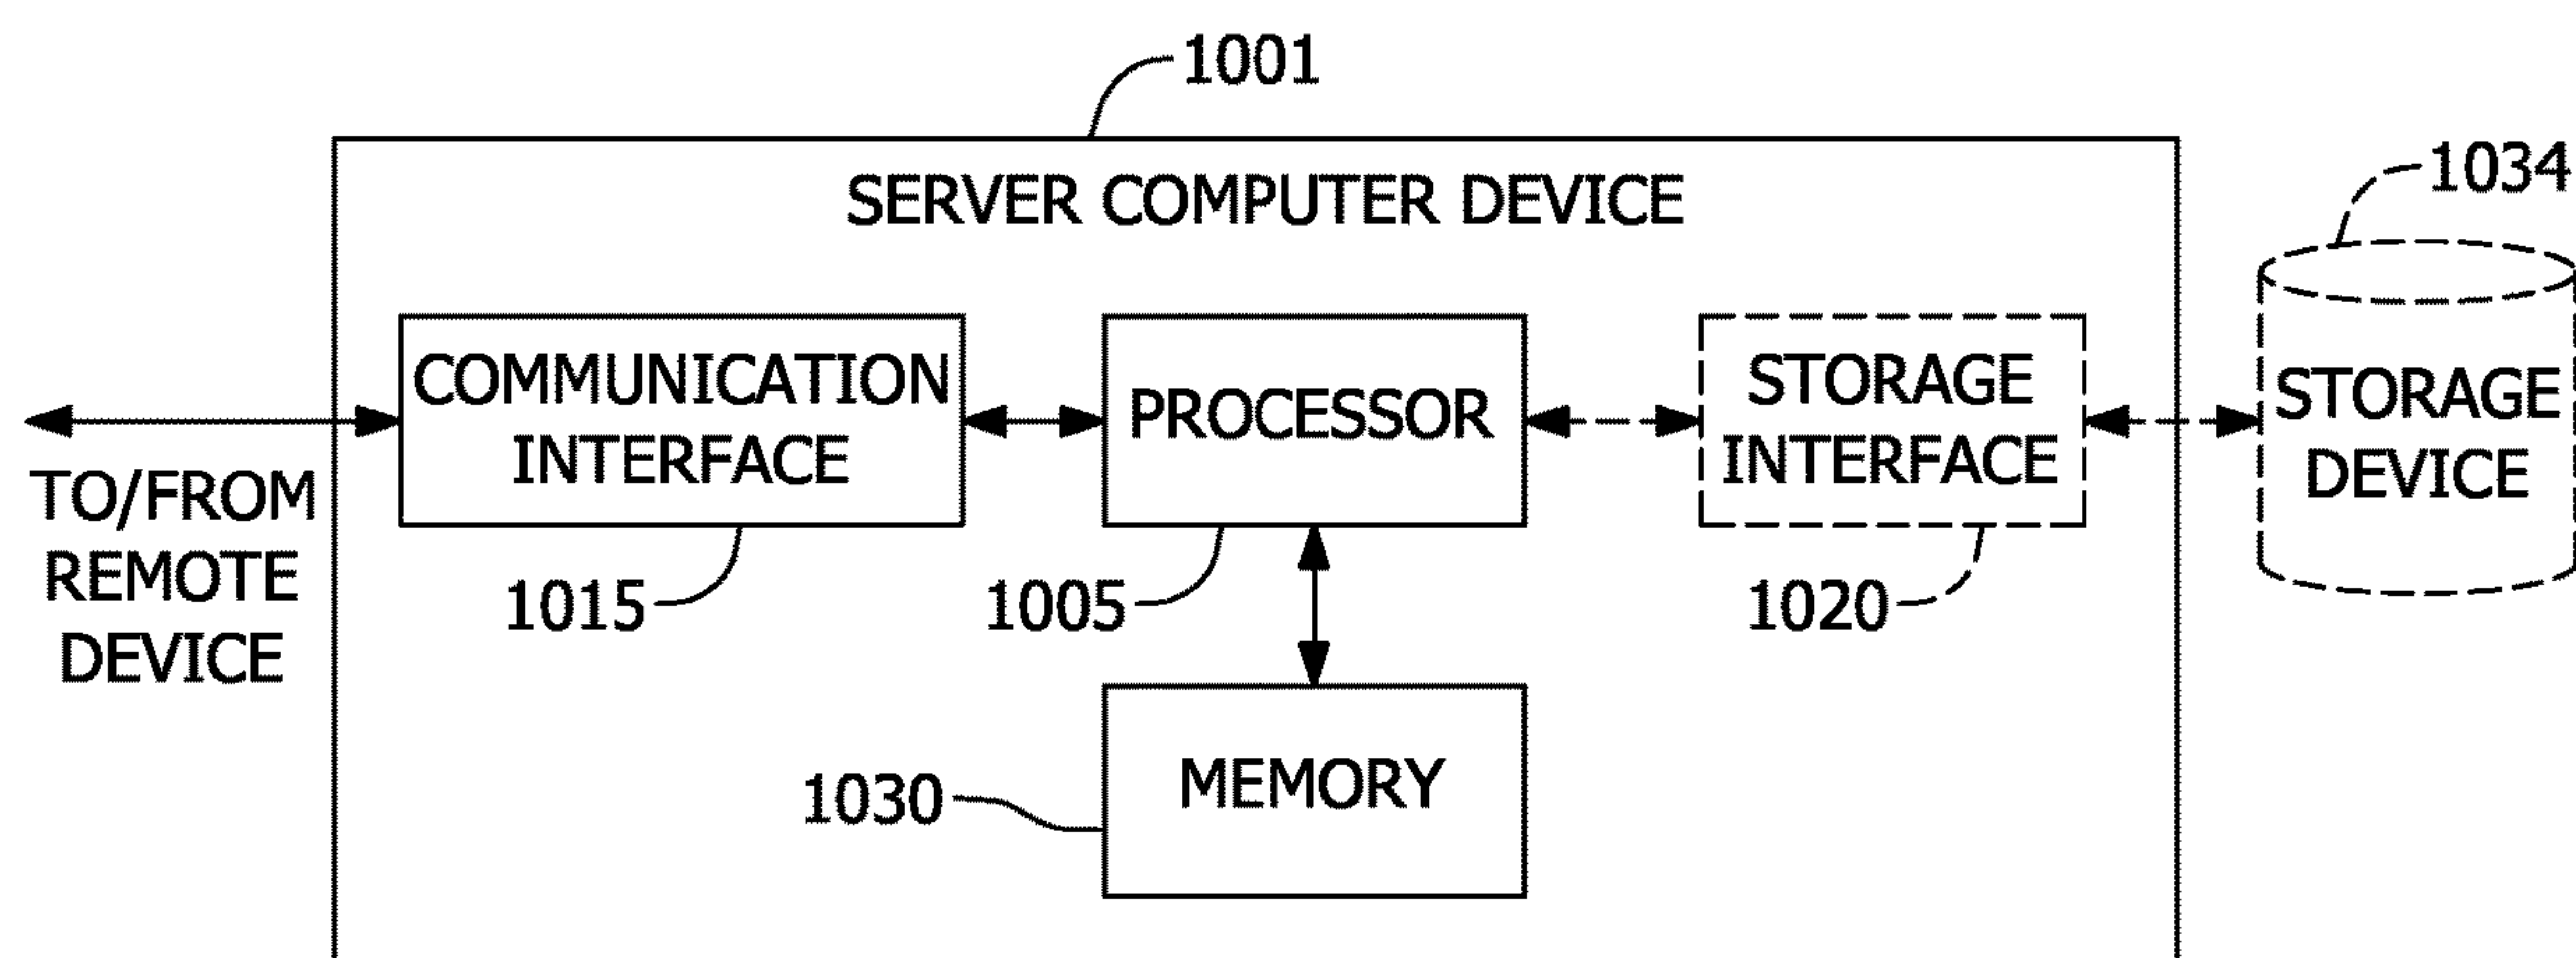 1001
SERVER COMPUTER DEVICE
1034
COMMUNICATION
INTERFACE
PROCESSOR
STORAGE
INTERFACE
STORAGE
DEVICE
TO/FROM
REMOTE
DEVICE
1015
1005
1020
MEMORY
1030